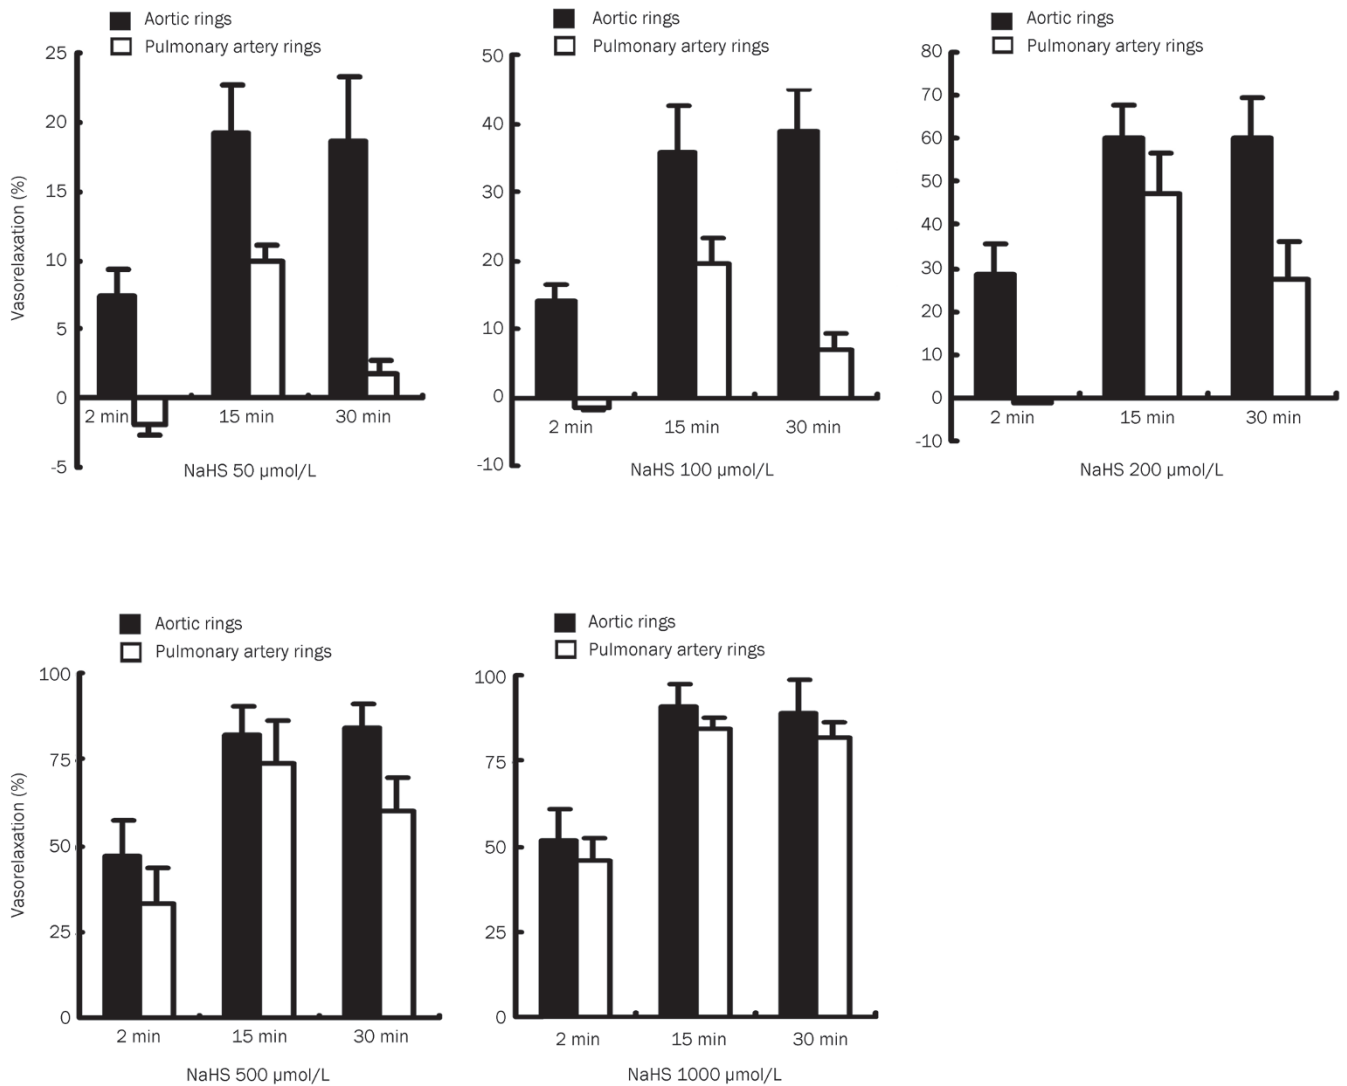 Aortic rings
Pulmonary artery rings
25
20
15
10
5
0
-5
Vasorelaxation (%)
2 min
15 min
30 min
NaHS 50 µmol/L
Aortic rings
Pulmonary artery rings
50
40
30
20
10
0
-10
2 min
15 min
30 min
NaHS 100 µmol/L
Aortic rings
Pulmonary artery rings
80
70
60
50
40
30
20
10
0
-10
2 min
15 min
30 min
NaHS 200 µmol/L
Aortic rings
Pulmonary artery rings
100
75
50
25
0
Vasorelaxation (%)
2 min
15 min
30 min
NaHS 500 µmol/L
Aortic rings
Pulmonary artery rings
100
75
50
25
0
2 min
15 min
30 min
NaHS 1000 µmol/L